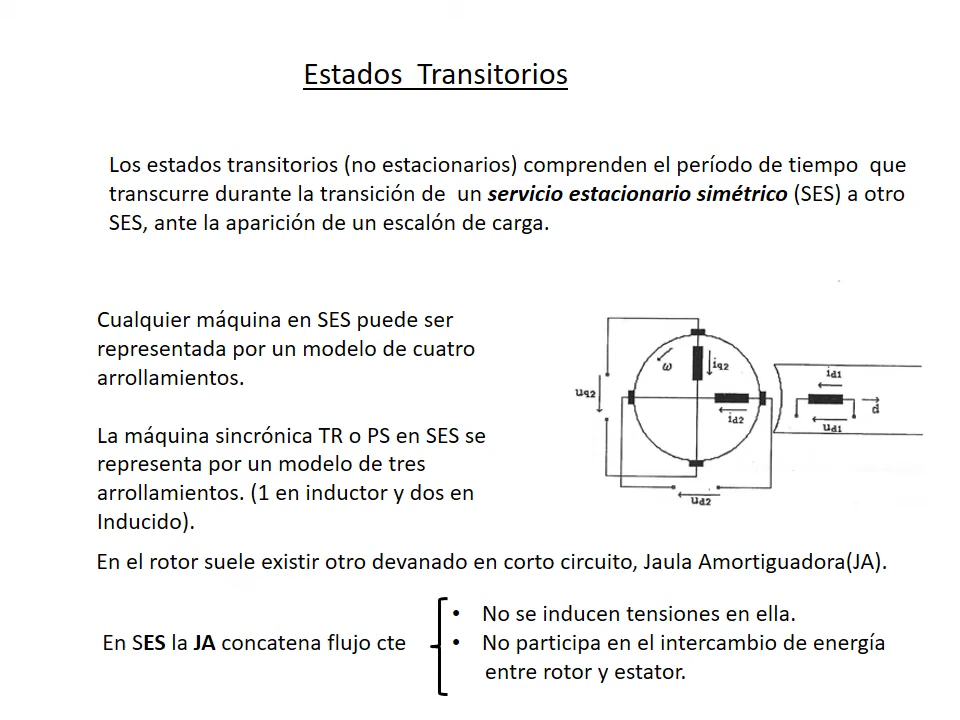 Estados Transitorios
Los estados transitorios (no estacionarios) comprenden el período de tiempo que
transcurre durante la transición de un servicio estacionario simétrico (SES) a otro
SES, ante la aparición de un escalón de carga.
Cualquier máquina en SES puede ser
representada por un modelo de cuatro
arrollamientos.
La máquina sincrónica TR o PS en SES se
representa por un modelo de tres
arrollamientos. (1 en inductor y dos en
Inducido).
ω
iq2
id2
uq2
ud2
id1
ud1
d
En el rotor suele existir otro devanado en corto circuito, Jaula Amortiguadora(JA).
En SES la JA concatena flujo cte
• No se inducen tensiones en ella.
• No participa en el intercambio de energía
entre rotor y estator.